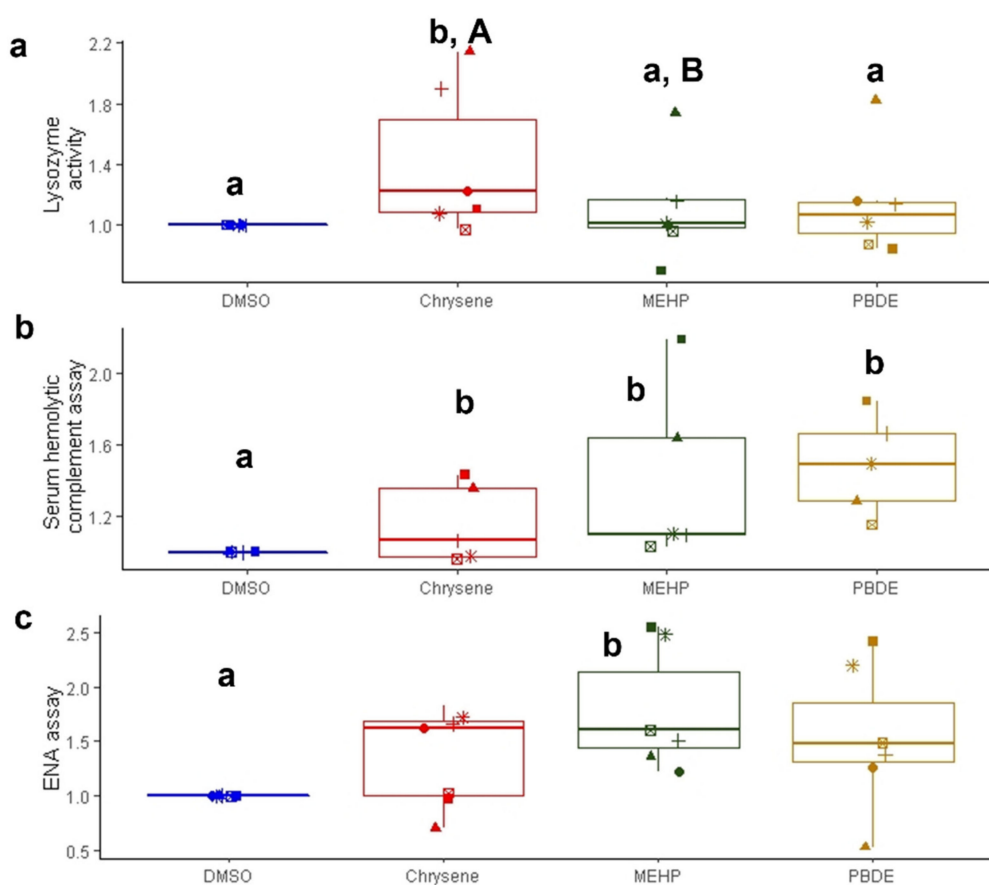 a
b, A
a, B
a
a
2.2
1.8
1.4
1.0
Lysozyme
activity
DMSO Chrysene MEHP PBDE
b
b
b
b
a
2.0
1.6
1.2
Serum hemolytic
complement assay
DMSO Chrysene MEHP PBDE
c
b
a
2.5
2.0
1.5
1.0
0.5
ENA assay
DMSO Chrysene MEHP PBDE